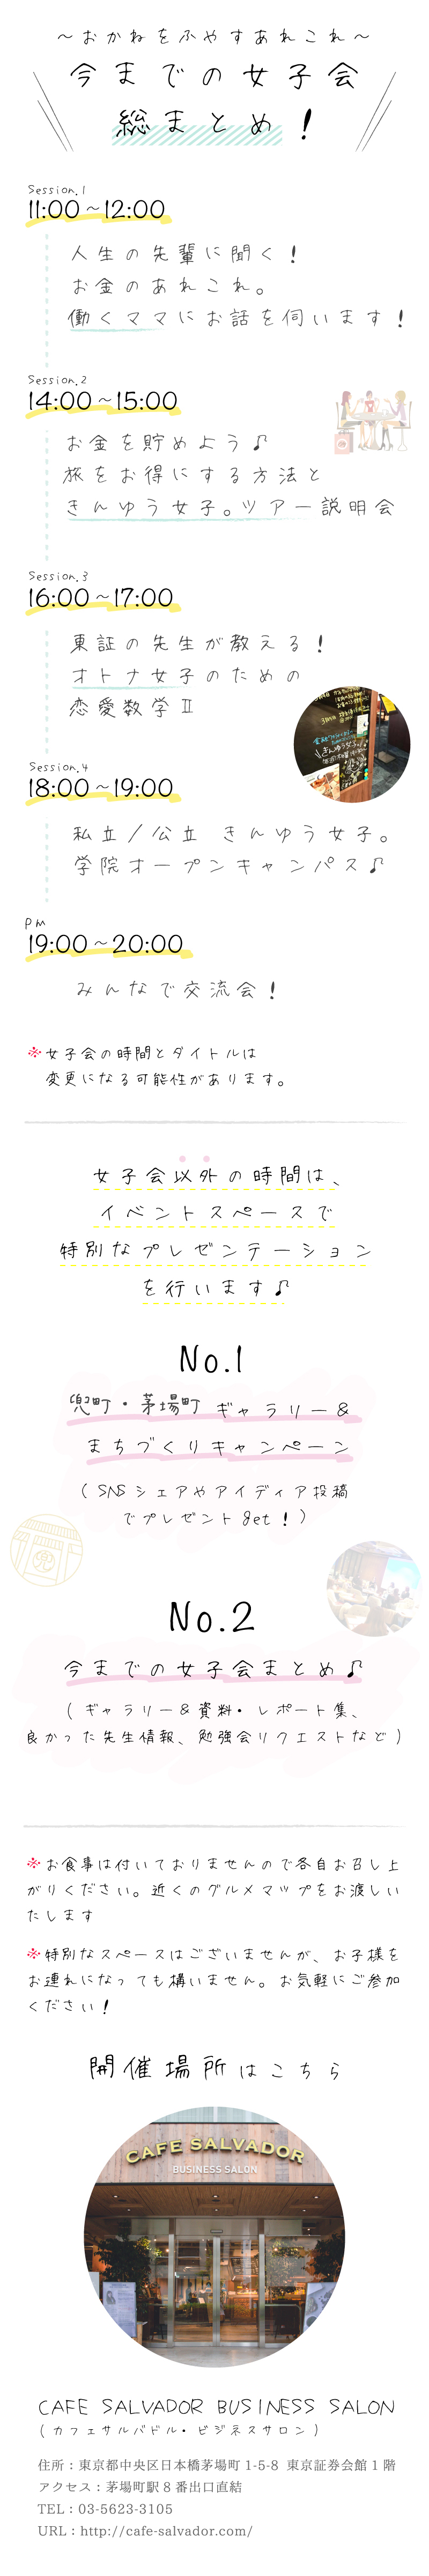 ～おかねをふやすあれこれ～
今までの女子会
総まとめ！
Session.1
11:00～12:00
人生の先輩に聞く！
お金のあれこれ。
働くママにお話を伺います！
Session.2
14:00～15:00
お金を貯めよう♪
旅をお得にする方法と
きんゆう女子。ツアー説明会
Session.3
16:00～17:00
東証の先生が教える！
オトナ女子のための
恋愛数学Ⅱ
Session.4
18:00～19:00
私立／公立 きんゆう女子。
学院オープンキャンパス♪
PM
19:00～20:00
みんなで交流会！
※女子会の時間とタイトルは
変更になる可能性があります。
女子会以外の時間は、
イベントスペースで
特別なプレゼンテーション
を行います♪
No.1
兜町・茅場町 ギャラリー＆
まちづくりキャンペーン
（ SNSシェアやアイディア投稿
でプレゼントget！）
No.2
今までの女子会まとめ♪
（ ギャラリー＆資料・レポート集、
良かった先生情報、勉強会リクエストなど ）
※お食事は付いておりませんので各自お召し上
がりください。近くのグルメマップをお渡しい
たします
※特別なスペースはございませんが、お子様を
お連れになっても構いません。お気軽にご参加
ください！
開催場所はこちら
CAFE SALVADOR
BUSINESS SALON
CAFE SALVADOR BUSINESS SALON
（カフェサルバドル・ビジネスサロン）
住所：東京都中央区日本橋茅場町1-5-8 東京証券会館1階
アクセス：茅場町駅8番出口直結
TEL：03-5623-3105
URL：http://cafe-salvador.com/